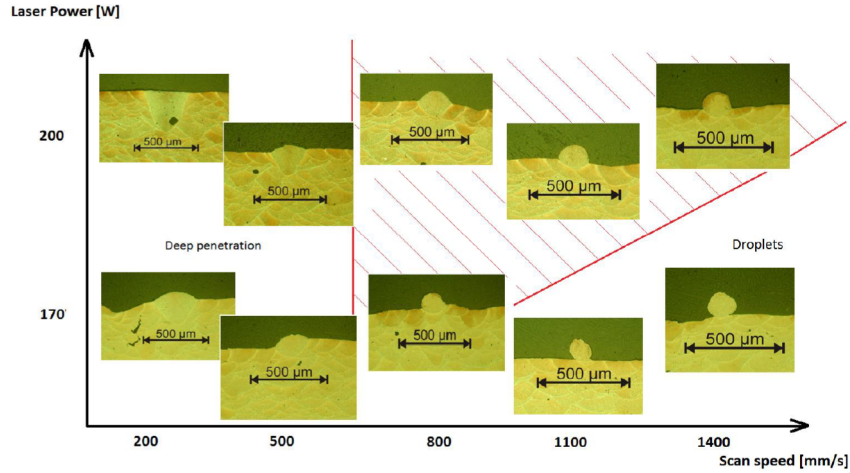 Laser Power [W]
500 µm
500 µm
500 µm
500 µm
500 µm
200
Deep penetration
Droplets
170
500 µm
500 µm
500 µm
500 µm
500 µm
200
500
800
1100
1400
Scan speed [mm/s]